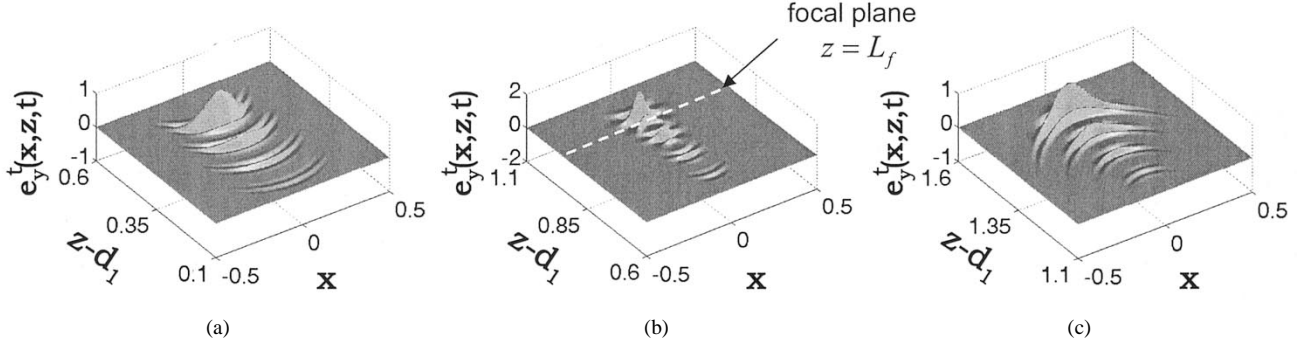 focal plane
z = L_f
e_y^t(x,z,t)
1
0
-1
0.6
0.35
0.1
z-d_1
-0.5
0
0.5
x
(a)
e_y^t(x,z,t)
2
0
-2
1.1
0.85
0.6
z-d_1
-0.5
0
0.5
x
(b)
e_y^t(x,z,t)
1
0
-1
1.6
1.35
1.1
z-d_1
-0.5
0
0.5
x
(c)